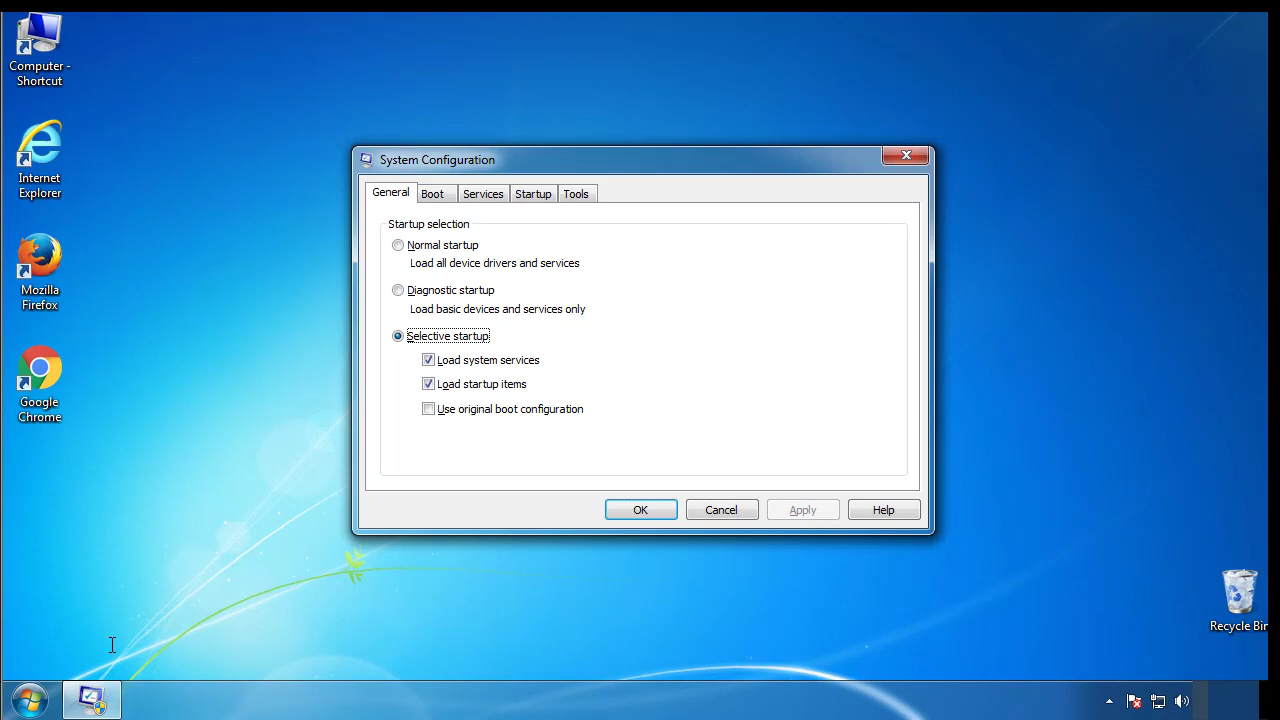 Computer -
Shortcut
Internet
Explorer
Mozilla
Firefox
Google
Chrome
System Configuration
General Boot Services Startup Tools
Startup selection
Normal startup
Load all device drivers and services
Diagnostic startup
Load basic devices and services only
Selective startup
Load system services
Load startup items
Use original boot configuration
OK Cancel Apply Help
Recycle Bin